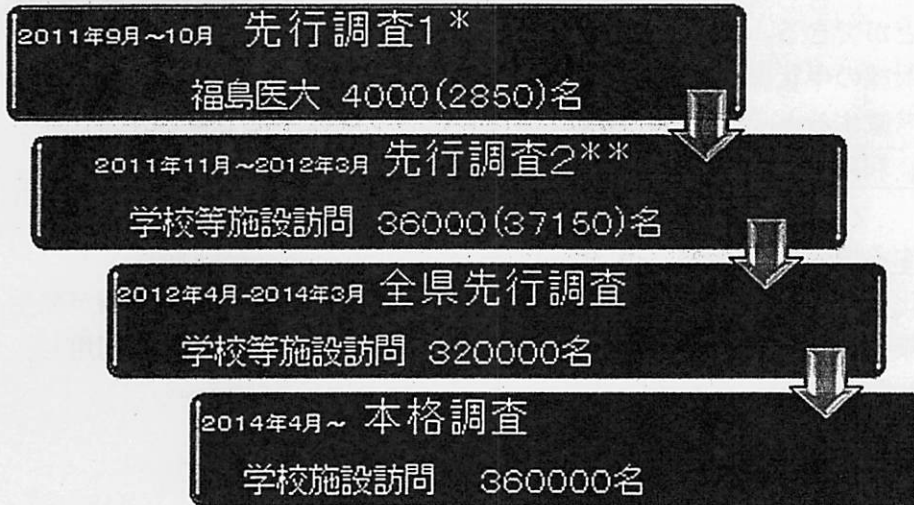 2011年9月～10月 先行調査1*
福島医大 4000(2850)名
2011年11月～2012年3月 先行調査2**
学校等施設訪問 36000(37150)名
2012年4月-2014年3月 全県先行調査
学校等施設訪問 320000名
2014年4月～ 本格調査
学校施設訪問 360000名